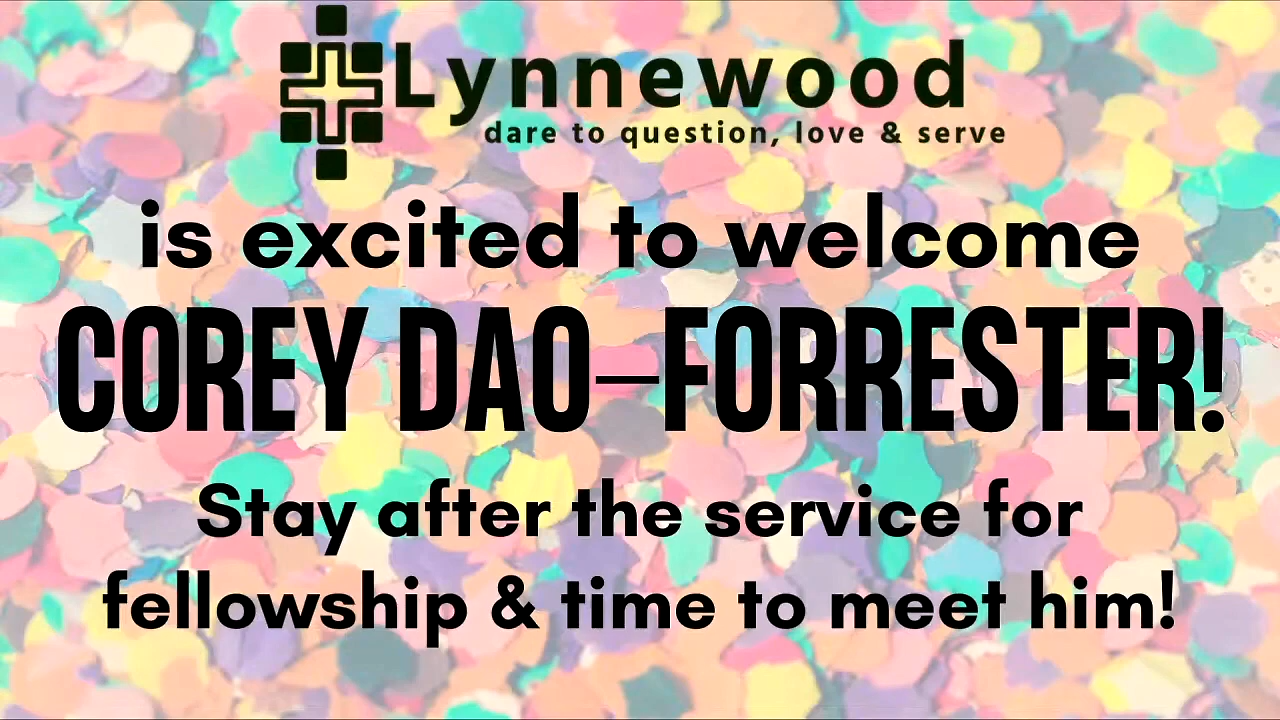 Lynnewood
dare to question, love & serve
is excited to welcome
COREY DAO-FORRESTER!
Stay after the service for
fellowship & time to meet him!